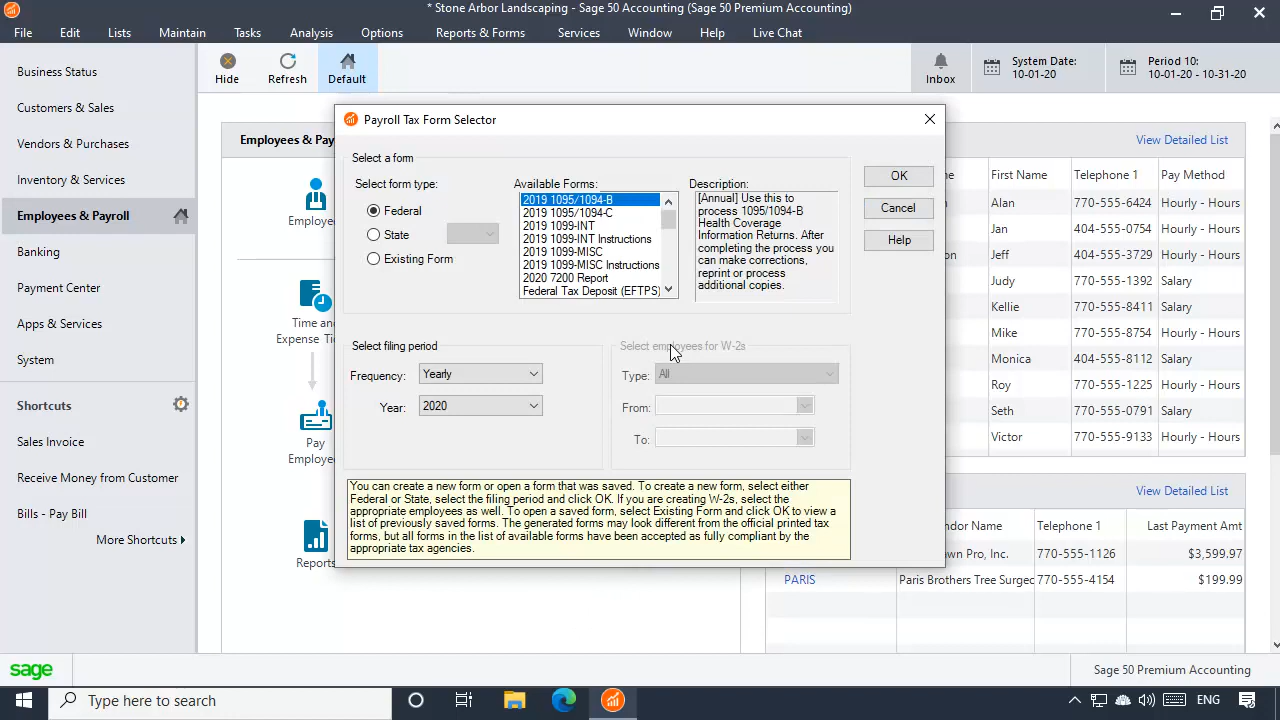 * Stone Arbor Landscaping - Sage 50 Accounting (Sage 50 Premium Accounting)
File Edit Lists Maintain Tasks Analysis Options Reports & Forms Services Window Help Live Chat
Business Status
Customers & Sales
Vendors & Purchases
Inventory & Services
Employees & Payroll
Banking
Payment Center
Apps & Services
System
Shortcuts
Sales Invoice
Receive Money from Customer
Bills - Pay Bill
More Shortcuts
Hide Refresh Default
Inbox
System Date:
10-01-20
Period 10:
10-01-20 - 10-31-20
Employees & Pay
Employe
Time and
Expense Ti
Pay
Employe
Reports
Payroll Tax Form Selector
Select a form
Select form type:
Federal
State
Existing Form
Available Forms:
2019 1095/1094-B
2019 1095/1094-C
2019 1099-INT
2019 1099-INT Instructions
2019 1099-MISC
2019 1099-MISC Instructions
2020 7200 Report
Federal Tax Deposit (EFTPS)
Description:
[Annual] Use this to
process 1095/1094-B
Health Coverage
Information Returns. After
completing the process you
can make corrections,
reprint or process
additional copies.
OK
Cancel
Help
Select filing period
Frequency: Yearly
Year: 2020
Select employees for W-2s
Type: All
From:
To:
You can create a new form or open a form that was saved. To create a new form, select either
Federal or State, select the filing period and click OK. If you are creating W-2s, select the
appropriate employees as well. To open a saved form, select Existing Form and click OK to view a
list of previously saved forms. The generated forms may look different from the official printed tax
forms, but all forms in the list of available forms have been accepted as fully compliant by the
appropriate tax agencies.
View Detailed List
ame First Name Telephone 1 Pay Method
Alan 770-555-6424 Hourly - Hours
Jan 404-555-0754 Hourly - Hours
Jeff 404-555-3729 Hourly - Hours
Judy 770-555-1392 Salary
Kellie 770-555-8411 Salary
Mike 770-555-8754 Hourly - Hours
Monica 404-555-8112 Salary
Roy 770-555-1225 Hourly - Hours
Seth 770-555-0791 Salary
Victor 770-555-9133 Hourly - Hours
View Detailed List
ndor Name Telephone 1 Last Payment Amt
wn Pro, Inc. 770-555-1126 $3,599.97
PARIS Paris Brothers Tree Surgec 770-555-4154 $199.99
sage
Sage 50 Premium Accounting
Type here to search
ENG